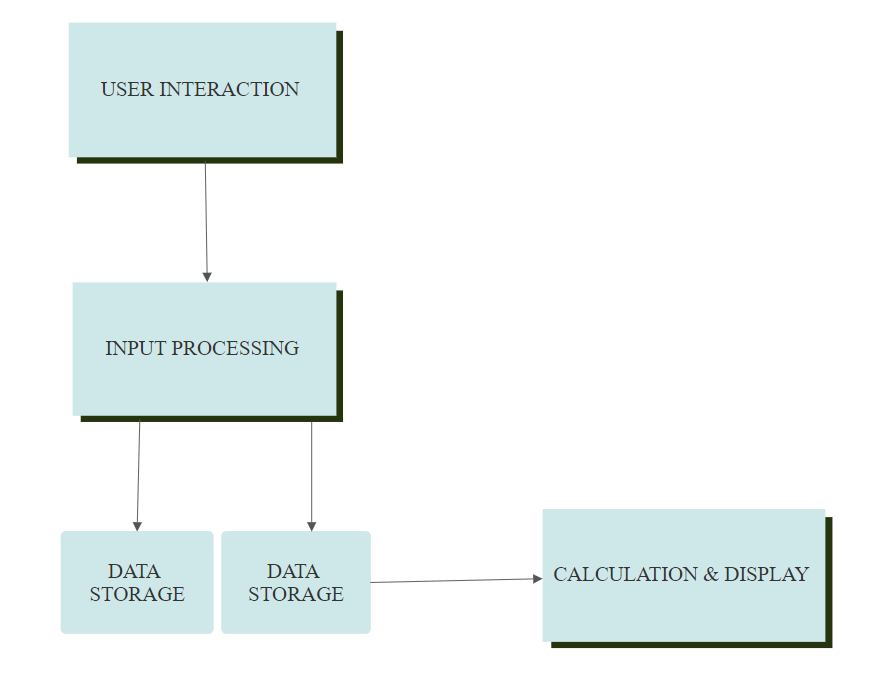 USER INTERACTION
INPUT PROCESSING
DATA
STORAGE
DATA
STORAGE
CALCULATION & DISPLAY